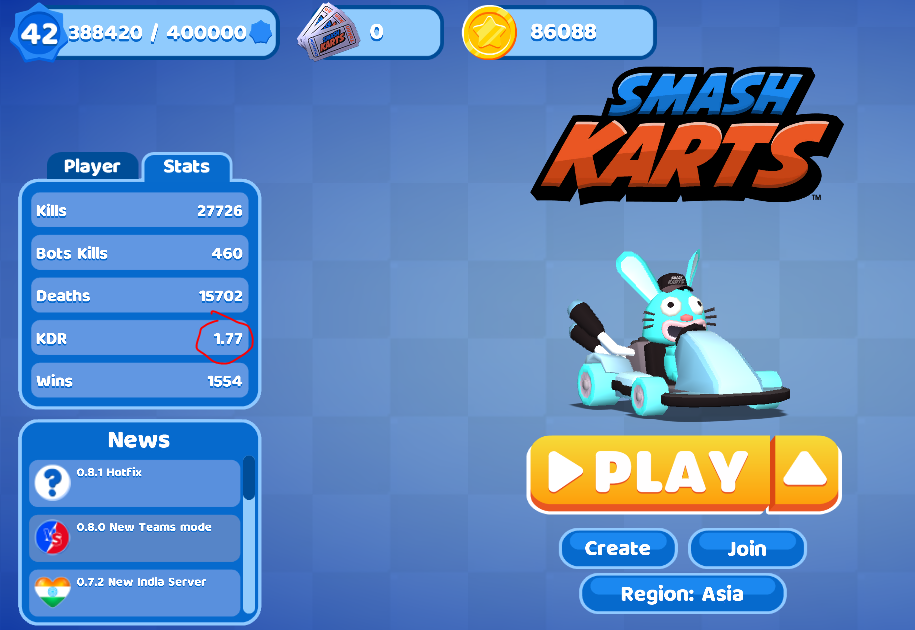 42 388420 / 400000
0
86088
SMASH
KARTS™
Player Stats
Kills 27726
Bots Kills 460
Deaths 15702
KDR 1.77
Wins 1554
News
? 0.8.1 Hotfix
VS 0.8.0 New Teams mode
0.7.2 New India Server
PLAY
Create Join
Region: Asia